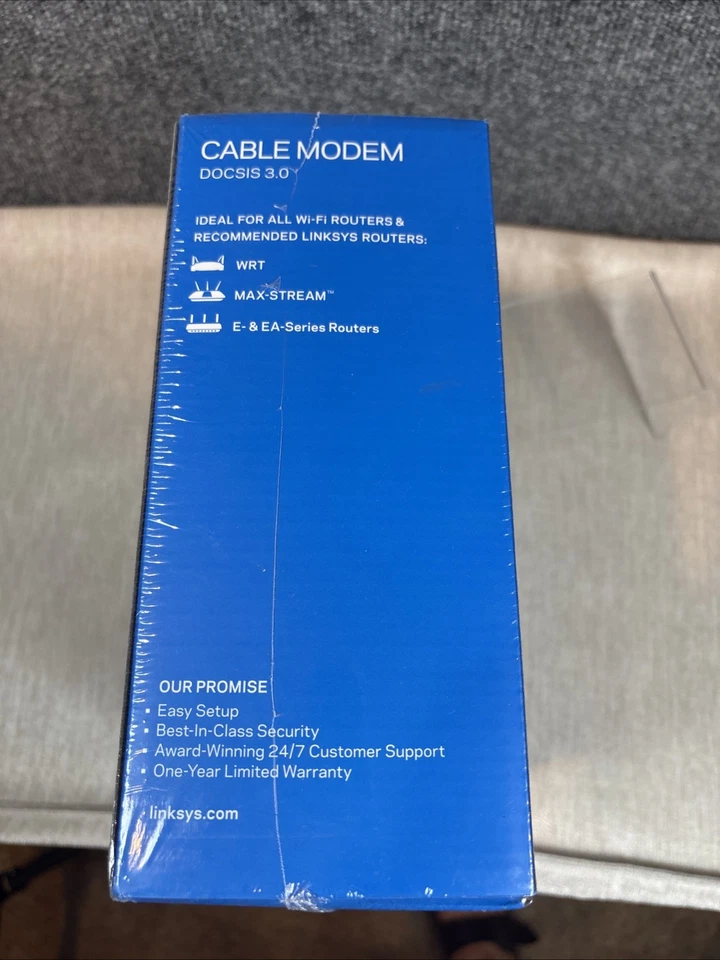 CABLE MODEM
DOCSIS 3.0
IDEAL FOR ALL Wi-Fi ROUTERS &
RECOMMENDED LINKSYS ROUTERS:
WRT
MAX-STREAM™
E- & EA-Series Routers
OUR PROMISE
▪ Easy Setup
▪ Best-In-Class Security
▪ Award-Winning 24/7 Customer Support
▪ One-Year Limited Warranty
linksys.com